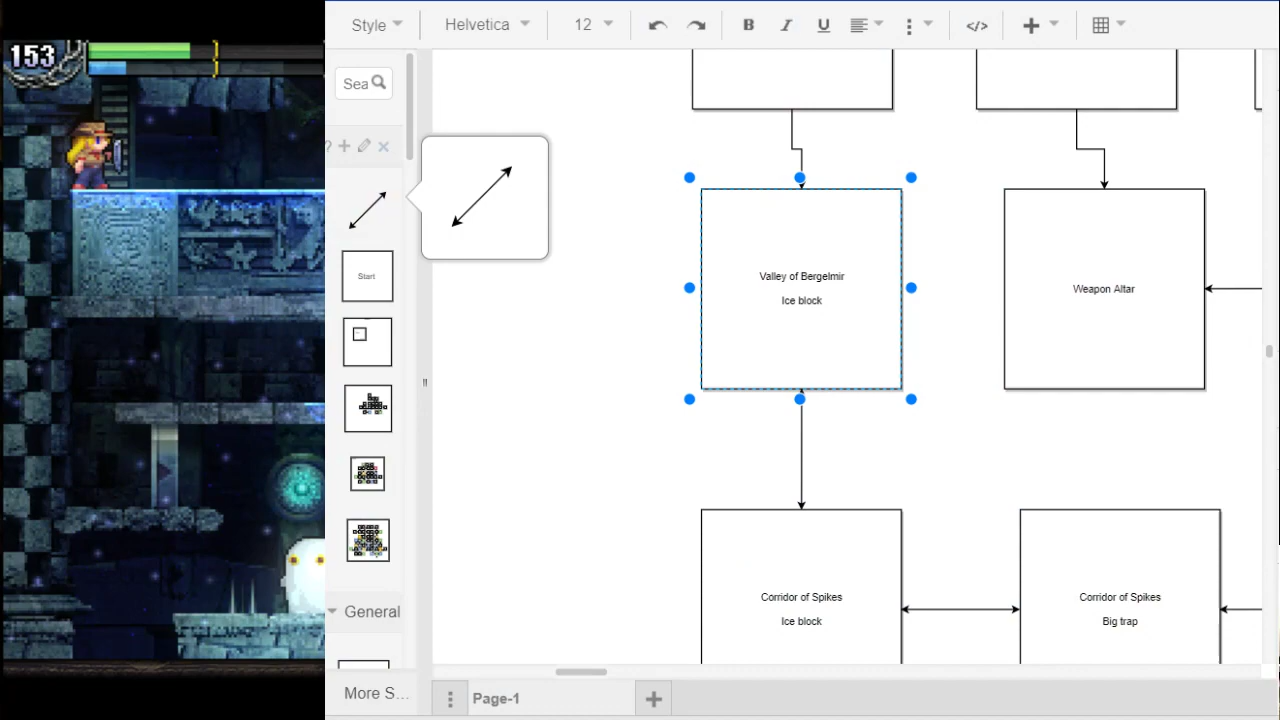 153
Style
Helvetica
12
B
I
U
</>
Sea
?
Start
Valley of Bergelmir
Ice block
Weapon Altar
Corridor of Spikes
Ice block
Corridor of Spikes
Big trap
General
More S...
Page-1